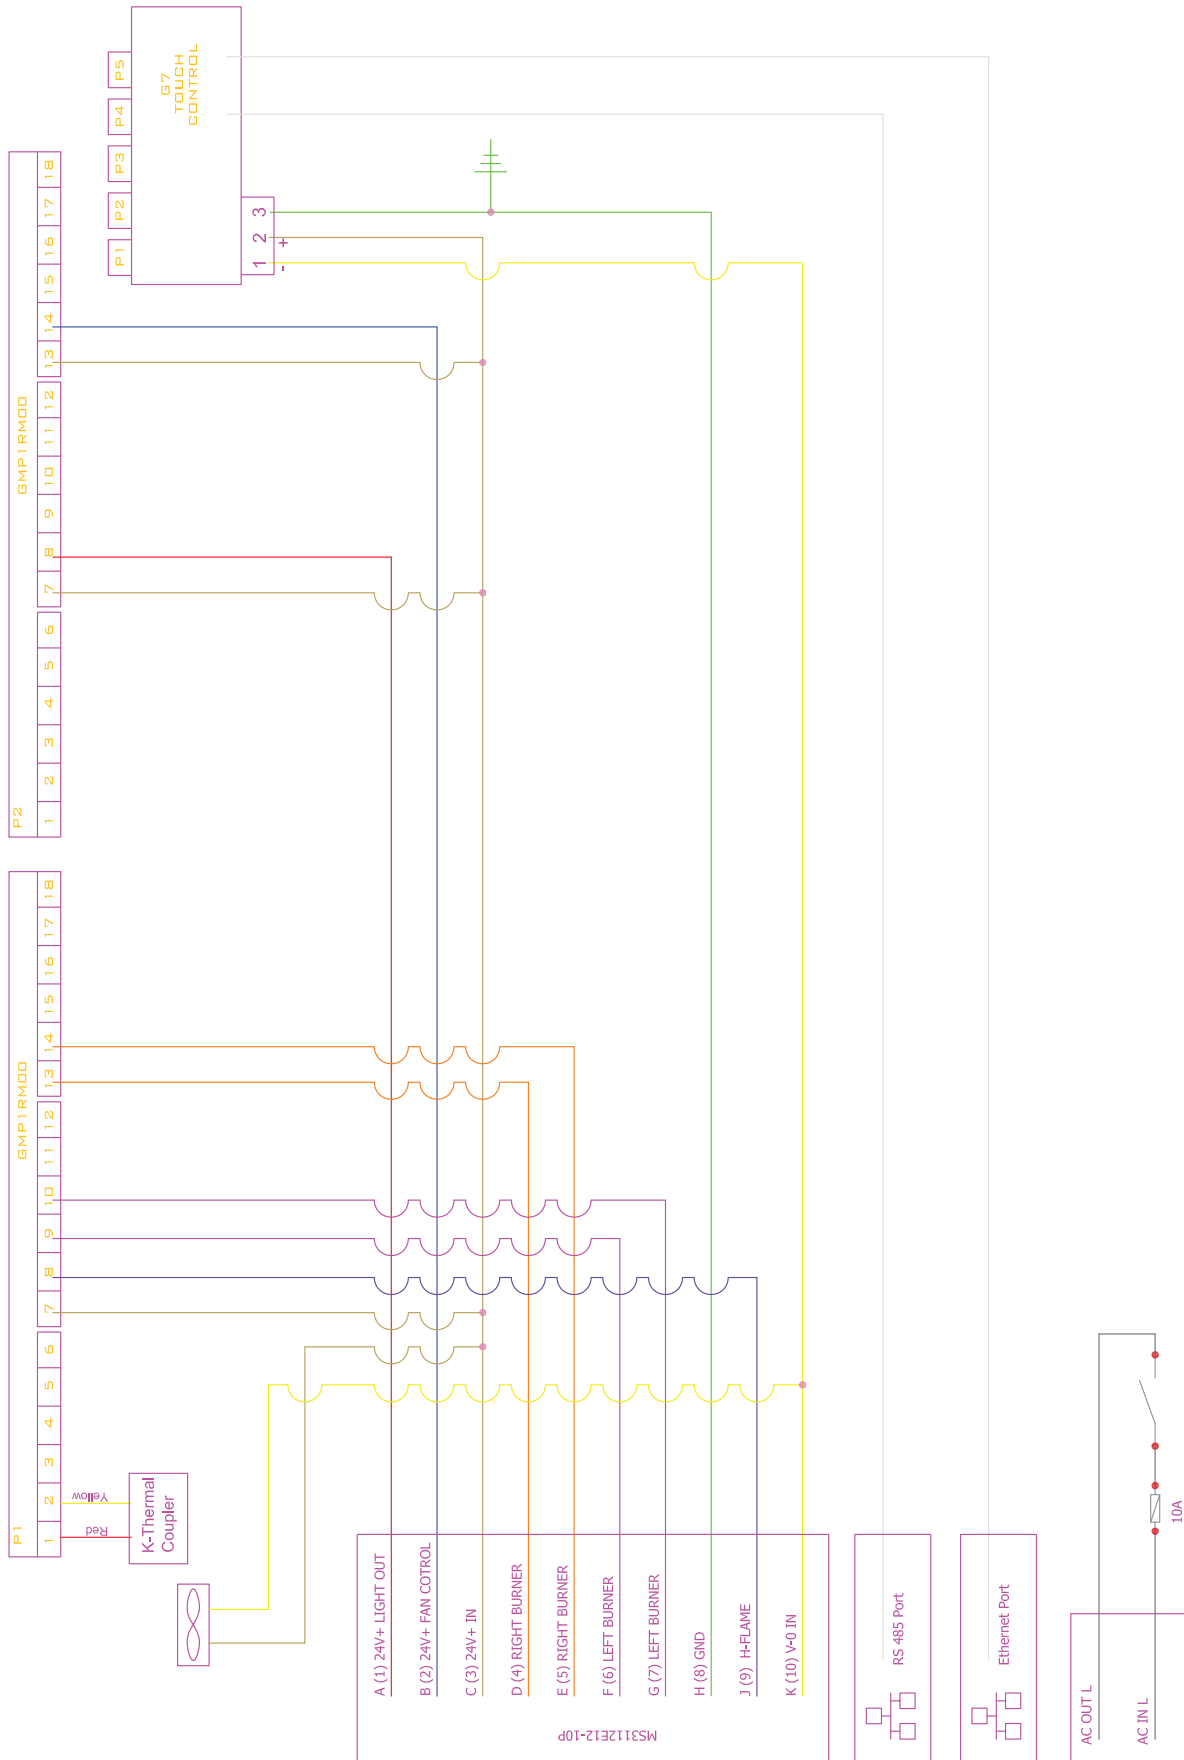 G7
TOUCH
CONTROL
P5
P4
P3
P2
P1
3
2
1
+
-
GMP1RM00
P2
18
17
16
15
14
13
12
11
10
9
8
7
6
5
4
3
2
1
GMP1RM00
P1
18
17
16
15
14
13
12
11
10
9
8
7
6
5
4
3
2
1
Yellow
Red
K-Thermal
Coupler
A (1) 24V+ LIGHT OUT
B (2) 24V+ FAN COTROL
C (3) 24V+ IN
D (4) RIGHT BURNER
E (5) RIGHT BURNER
F (6) LEFT BURNER
G (7) LEFT BURNER
H (8) GND
J (9) H-FLAME
K (10) V-0 IN
MS3112E12-10P
RS 485 Port
Ethernet Port
AC OUT L
AC IN L
10A